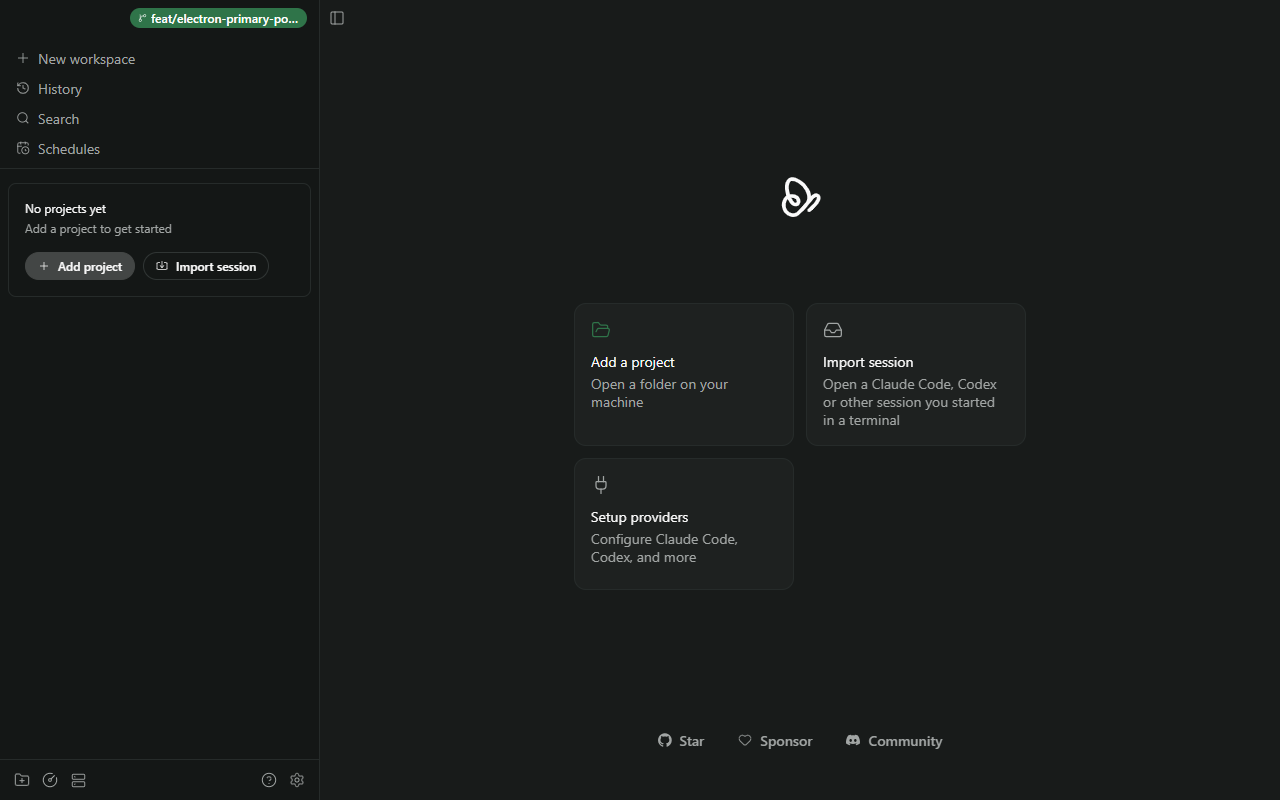 feat/electron-primary-po...
New workspace
History
Search
Schedules
No projects yet
Add a project to get started
Add project
Import session
Add a project
Open a folder on your
machine
Import session
Open a Claude Code, Codex
or other session you started
in a terminal
Setup providers
Configure Claude Code,
Codex, and more
Star
Sponsor
Community